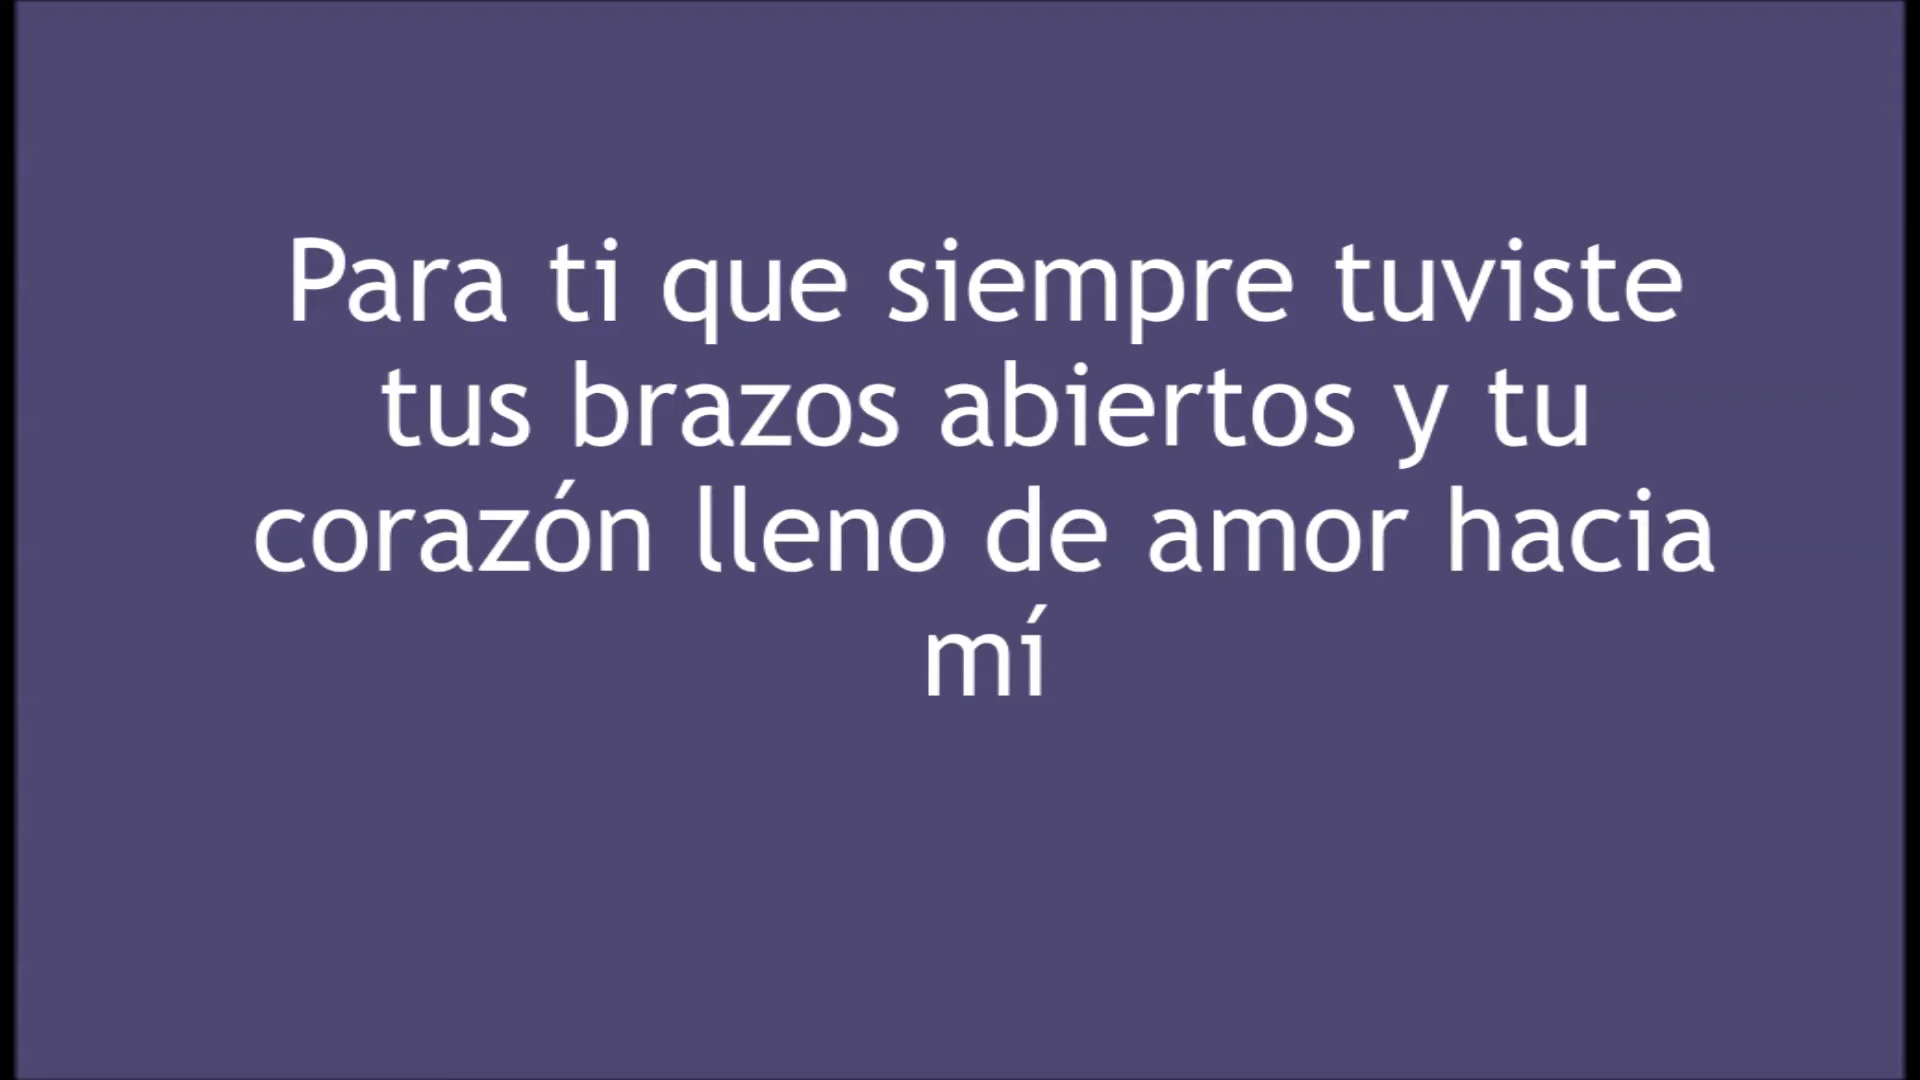 Para ti que siempre tuviste
tus brazos abiertos y tu
corazón lleno de amor hacia
mí